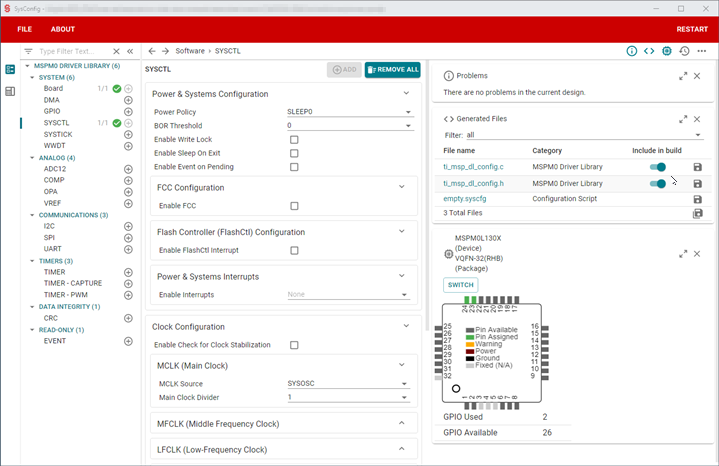 SysConfig -
FILE ABOUT RESTART
Type Filter Text...
Software > SYSCTL
MSPM0 DRIVER LIBRARY (6)
SYSTEM (6)
Board 1/1
DMA
GPIO
SYSCTL 1/1
SYSTICK
WWDT
ANALOG (4)
ADC12
COMP
OPA
VREF
COMMUNICATIONS (3)
I2C
SPI
UART
TIMERS (3)
TIMER
TIMER - CAPTURE
TIMER - PWM
DATA INTEGRITY (1)
CRC
READ-ONLY (1)
EVENT
SYSCTL
ADD
REMOVE ALL
Power & Systems Configuration
Power Policy SLEEP0
BOR Threshold 0
Enable Write Lock
Enable Sleep On Exit
Enable Event on Pending
FCC Configuration
Enable FCC
Flash Controller (FlashCtl) Configuration
Enable FlashCtl Interrupt
Power & Systems Interrupts
Enable Interrupts None
Clock Configuration
Enable Check for Clock Stabilization
MCLK (Main Clock)
MCLK Source SYSOSC
Main Clock Divider 1
MFCLK (Middle Frequency Clock)
LFCLK (Low-Frequency Clock)
Problems
There are no problems in the current design.
Generated Files
Filter: all
File name Category Include in build
ti_msp_dl_config.c MSPM0 Driver Library
ti_msp_dl_config.h MSPM0 Driver Library
empty.syscfg Configuration Script
3 Total Files
MSPM0L130X
(Device)
VQFN-32(RHB)
(Package)
SWITCH
24 23 22 21 20 19 18 17
25 16
26 15
27 14
28 13
29 12
30 11
31 10
32 9
Pin Available
Pin Assigned
Warning
Power
Ground
Fixed (N/A)
1 2 3 4 5 6 7 8
GPIO Used 2
GPIO Available 26